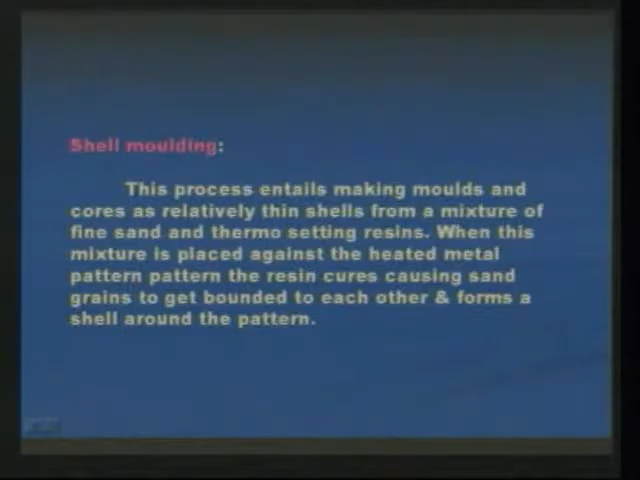 Shell moulding:
This process entails making moulds and
cores as relatively thin shells from a mixture of
fine sand and thermo setting resins. When this
mixture is placed against the heated metal
pattern pattern the resin cures causing sand
grains to get bounded to each other & forms a
shell around the pattern.